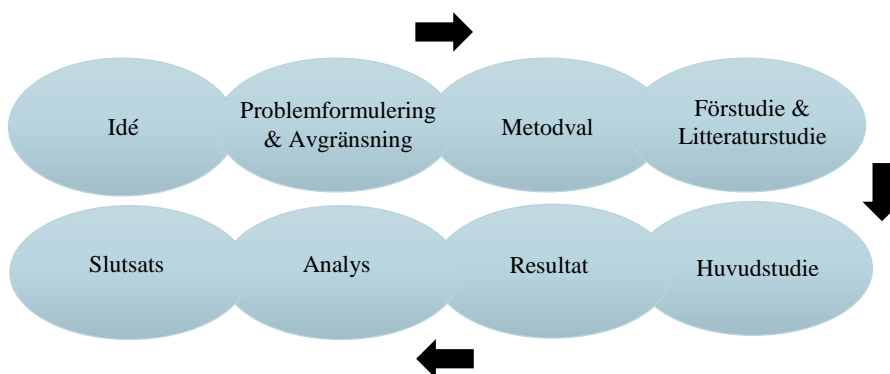 Idé
Problemformulering
& Avgränsning
Metodval
Förstudie &
Litteraturstudie
Huvudstudie
Resultat
Analys
Slutsats